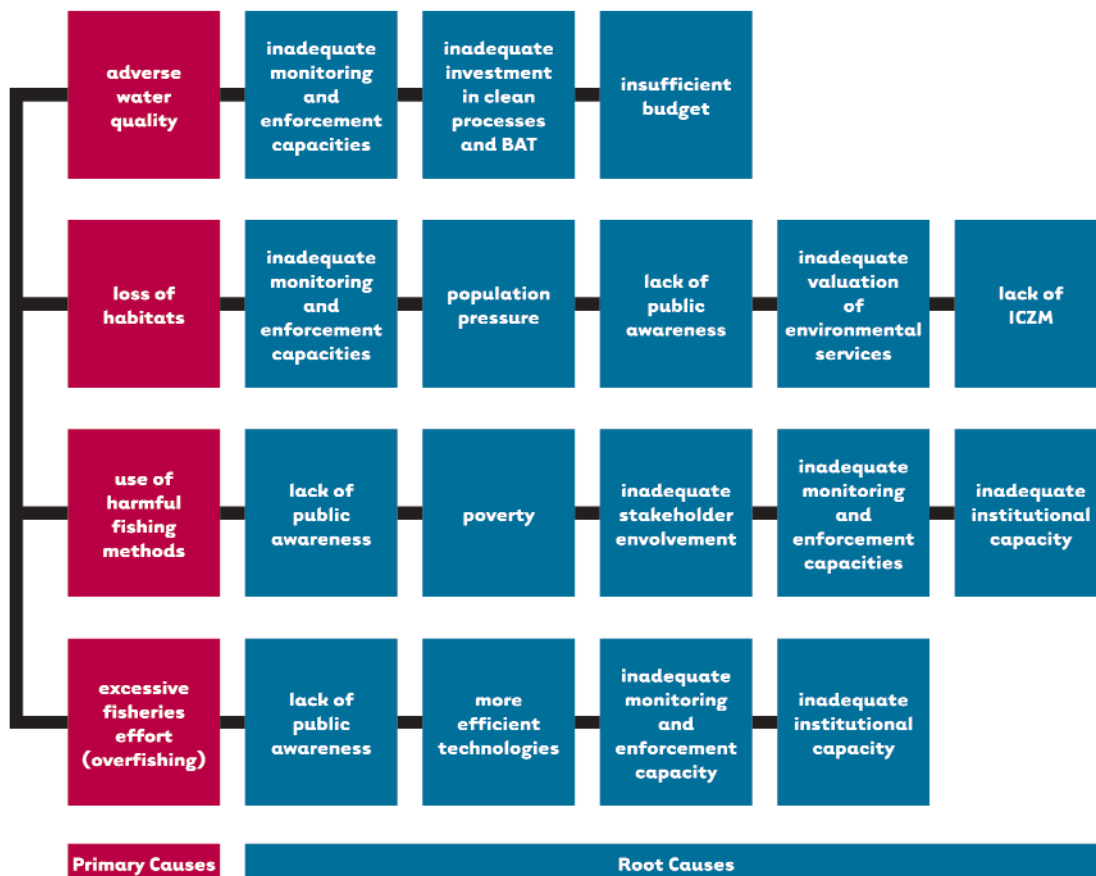 adverse
water
quality
inadequate
monitoring
and
enforcement
capacities
inadequate
investment
in clean
processes
and BAT
insufficient
budget
loss of
habitats
inadequate
monitoring
and
enforcement
capacities
population
pressure
lack of
public
awareness
inadequate
valuation
of
environmental
services
lack of
ICZM
use of
harmful
fishing
methods
lack of
public
awareness
poverty
inadequate
stakeholder
envolvement
inadequate
monitoring
and
enforcement
capacities
inadequate
institutional
capacity
excessive
fisheries
effort
(overfishing)
lack of
public
awareness
more
efficient
technologies
inadequate
monitoring
and
enforcement
capacity
inadequate
institutional
capacity
Primary Causes
Root Causes